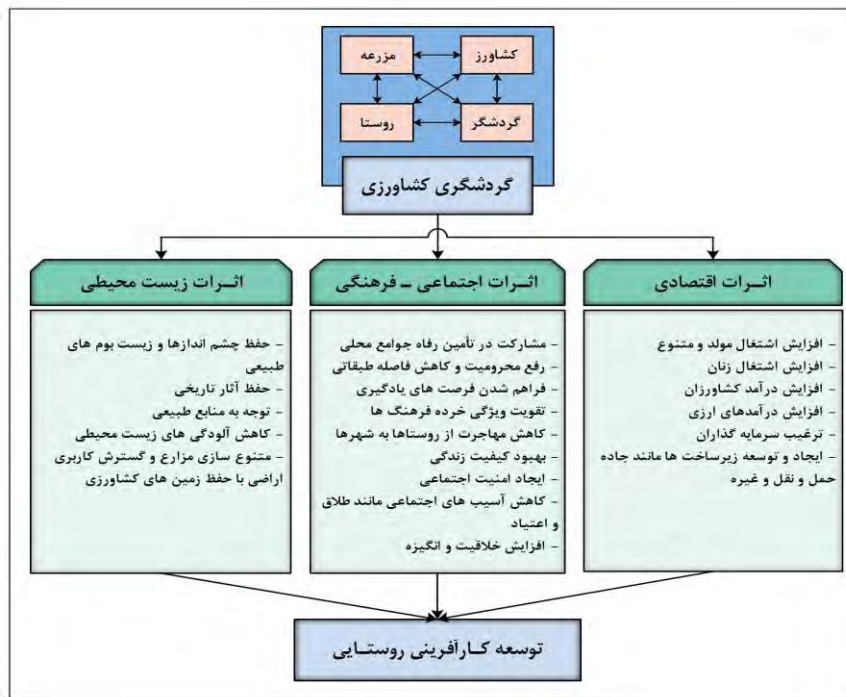 کشاورز
مزرعه
گردشگر
روستا
گردشگری کشاورزی
اثـرات اقتصادی
- افزایش اشتغال مولد و متنوع
- افزایش اشتغال زنان
- افزایش درآمد کشاورزان
- افزایش درآمدهای ارزی
- ترغیب سرمایه گذاران
- ایجاد و توسعه زیرساخت ها مانند جاده
حمل و نقل و غیره
اثـرات اجتماعی ـ فرهنگی
- مشارکت در تأمین رفاه جوامع محلی
- رفع محرومیت و کاهش فاصله طبقاتی
- فراهم شدن فرصت های یادگیری
- تقویت ویژگی خرده فرهنگ ها
- کاهش مهاجرت از روستاها به شهرها
- بهبود کیفیت زندگی
- ایجاد امنیت اجتماعی
- کاهش آسیب های اجتماعی مانند طلاق
و اعتیاد
- افزایش خلاقیت و انگیزه
اثـرات زیست محیطی
- حفظ چشم اندازها و زیست بوم های
طبیعی
- حفظ آثار تاریخی
- توجه به منابع طبیعی
- کاهش آلودگی های زیست محیطی
- متنوع سازی مزارع و گسترش کاربری
اراضی با حفظ زمین های کشاورزی
توسعه کـارآفرینی روستـایی